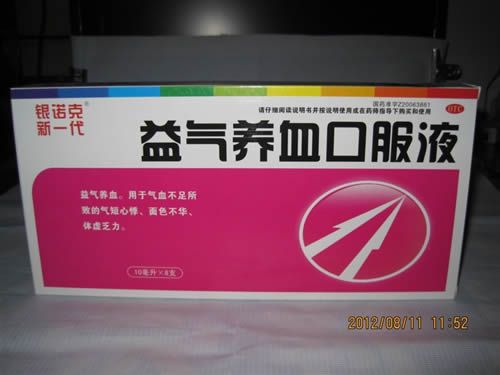 银诺克®
新一代
国药准字Z20063861
OTC
请仔细阅读说明书并按说明使用或在药师指导下购买和使用
益气养血口服液
益气养血。用于气血不足所
致的气短心悸、面色不华、
体虚乏力。
10毫升×8支
2012/08/11 11:52